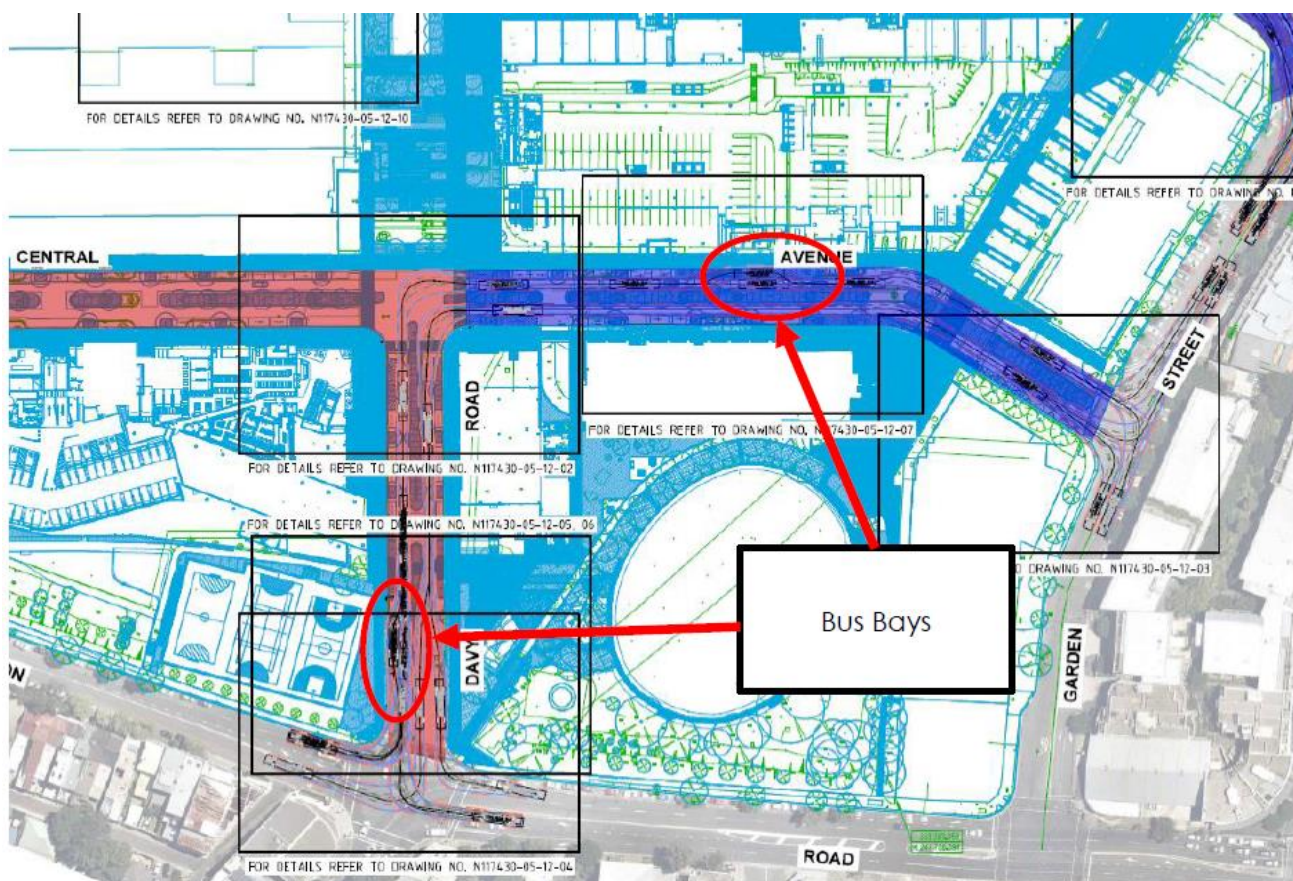 FOR DETAILS REFER TO DRAWING NO. N117430-05-12-10
FOR DETAILS REFER TO DRAWING NO.
CENTRAL
AVENUE
STREET
ROAD
FOR DETAILS REFER TO DRAWING NO. N117430-05-12-07
FOR DETAILS REFER TO DRAWING NO. N117430-05-12-02
FOR DETAILS REFER TO DRAWING NO. N117430-05-12-05, 06
DRAWING NO. N117430-05-12-03
Bus Bays
DAVY
GARDEN
ON
ROAD
FOR DETAILS REFER TO DRAWING NO. N117430-05-12-04